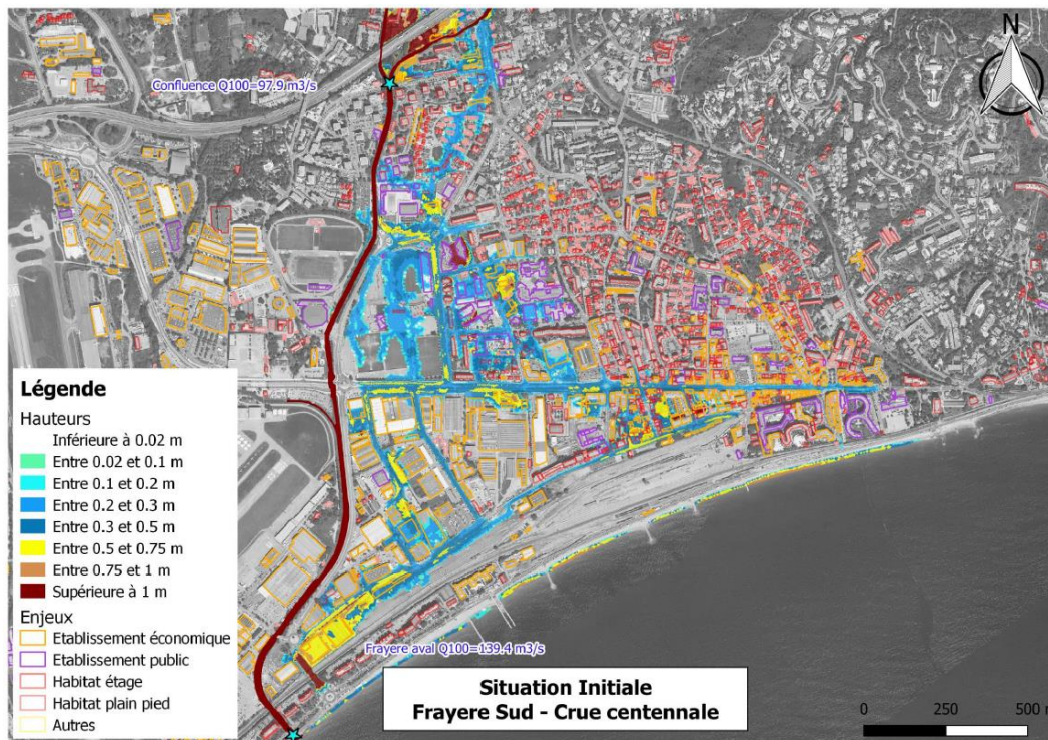 N
Confluence Q100=97.9 m3/s
Légende
Hauteurs
Inférieure à 0.02 m
Entre 0.02 et 0.1 m
Entre 0.1 et 0.2 m
Entre 0.2 et 0.3 m
Entre 0.3 et 0.5 m
Entre 0.5 et 0.75 m
Entre 0.75 et 1 m
Supérieure à 1 m
Enjeux
Etablissement économique
Etablissement public
Habitat étage
Habitat plain pied
Autres
Frayere aval Q100=139.4 m3/s
Situation Initiale
Frayere Sud - Crue centennale
0 250 500 m